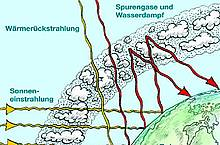 Spurengase und
Wasserdampf
Wärmerückstrahlung
Sonnen-
einstrahlung